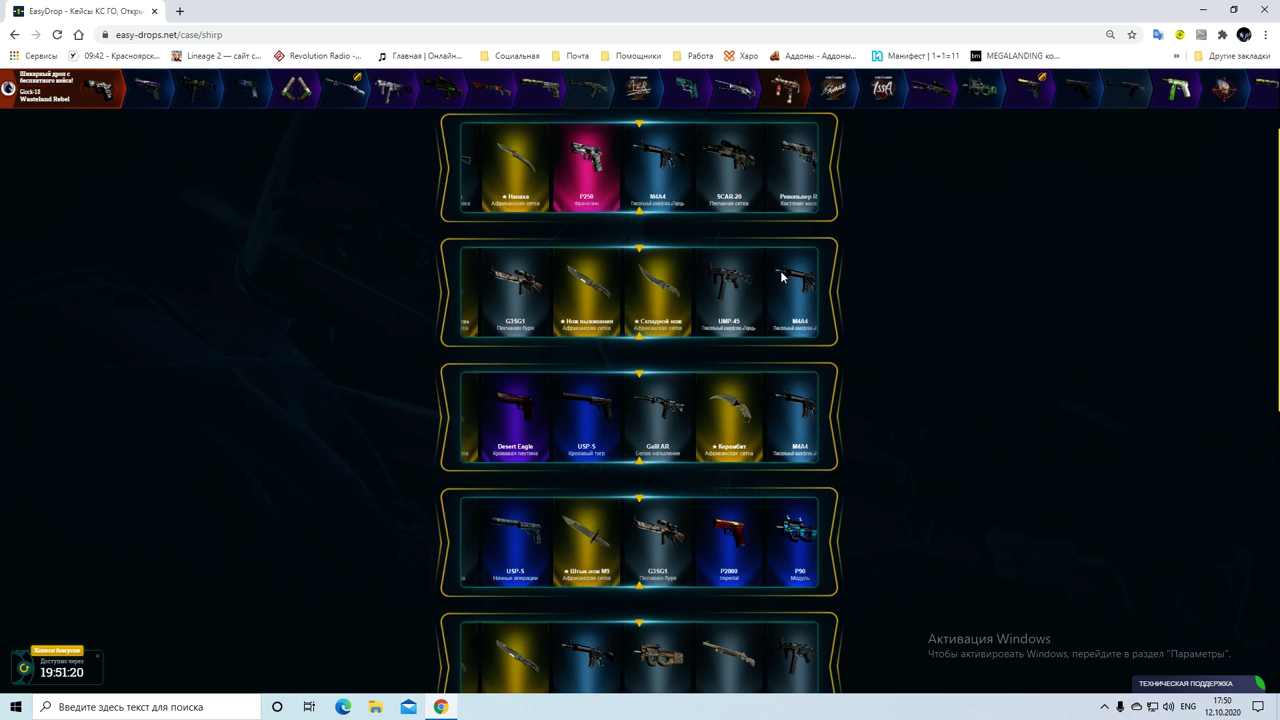 EasyDrop - Кейсы КС ГО, Откры
easy-drops.net/case/shirp
Сервисы
09:42 - Красноярск...
Lineage 2 — сайт с...
Revolution Radio -...
Главная | Онлайн...
Социальная
Почта
Помощники
Работа
Харо
Аддоны - Аддоны...
Манифест | 1+1=11
MEGALANDING ко...
»
Другие закладки
Шикарный дроп с
бесплатного кейса!
Glock-18
Wasteland Rebel
★ Наваха
Африканская сетка
P250
Франклин
M4A4
SCAR-20
Песчаная сетка
Револьвер R
G3SG1
Песчаная буря
★ Нож выживания
Африканская сетка
★ Складной нож
Африканская сетка
UMP-45
M4A4
Desert Eagle
Кровавая паутина
USP-S
Кровавый тигр
Galil AR
Белое напыление
★ Керамбит
Африканская сетка
M4A4
USP-S
Ночные операции
★ Штык-нож M9
Африканская сетка
G3SG1
Песчаная буря
P2000
Imperial
P90
Модуль
Колесо бонусов
Доступно через
19:51:20
Активация Windows
Чтобы активировать Windows, перейдите в раздел "Параметры".
ТЕХНИЧЕСКАЯ ПОДДЕРЖКА
Введите здесь текст для поиска
ENG
17:50
12.10.2020